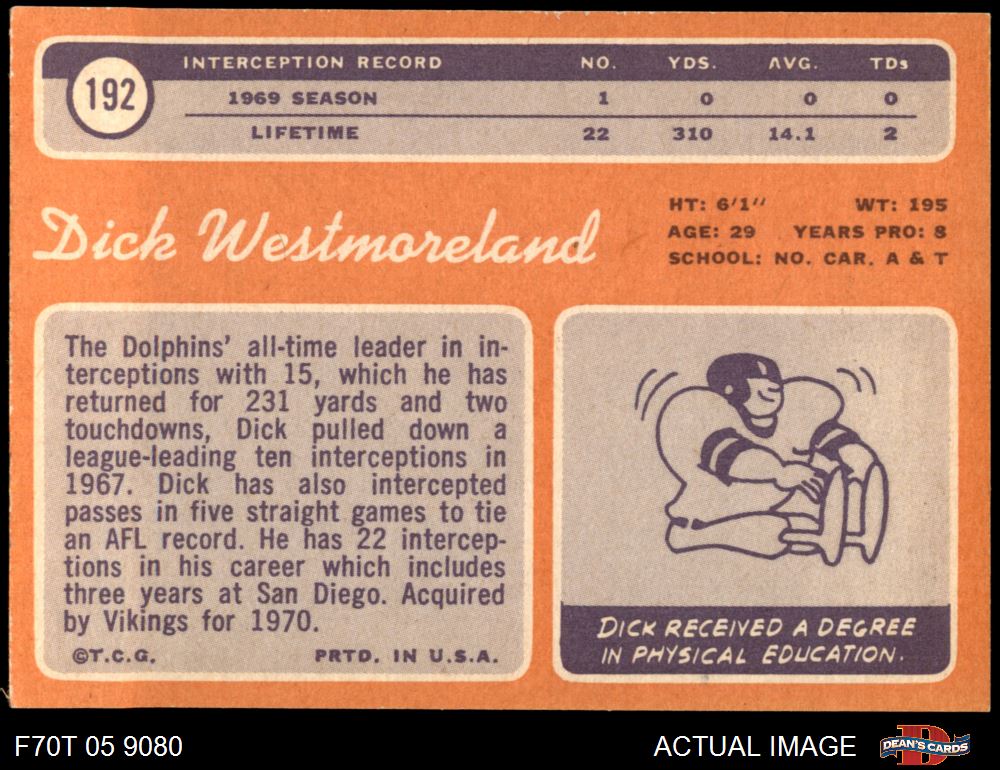 192
INTERCEPTION RECORD NO. YDS. AVG. TDs
1969 SEASON 1 0 0 0
LIFETIME 22 310 14.1 2
Dick Westmoreland
HT: 6'1'' WT: 195
AGE: 29 YEARS PRO: 8
SCHOOL: NO. CAR. A & T
The Dolphins' all-time leader in in-
terceptions with 15, which he has
returned for 231 yards and two
touchdowns, Dick pulled down a
league-leading ten interceptions in
1967. Dick has also intercepted
passes in five straight games to tie
an AFL record. He has 22 intercep-
tions in his career which includes
three years at San Diego. Acquired
by Vikings for 1970.
©T.C.G. PRTD. IN U.S.A.
DICK RECEIVED A DEGREE
IN PHYSICAL EDUCATION.
F70T 05 9080 ACTUAL IMAGE DEAN'S CARDS